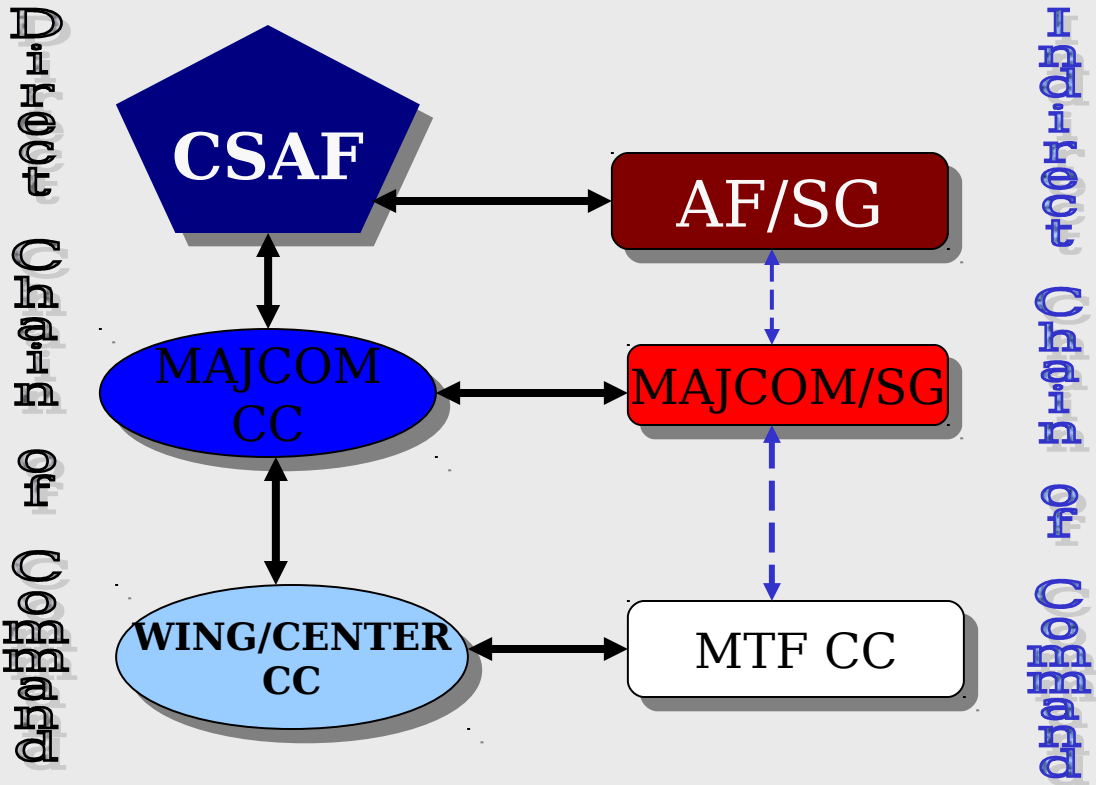 Direct Chain of Command
CSAF
AF/SG
MAJCOM
CC
MAJCOM/SG
WING/CENTER
CC
MTF CC
Indirect Chain of Command